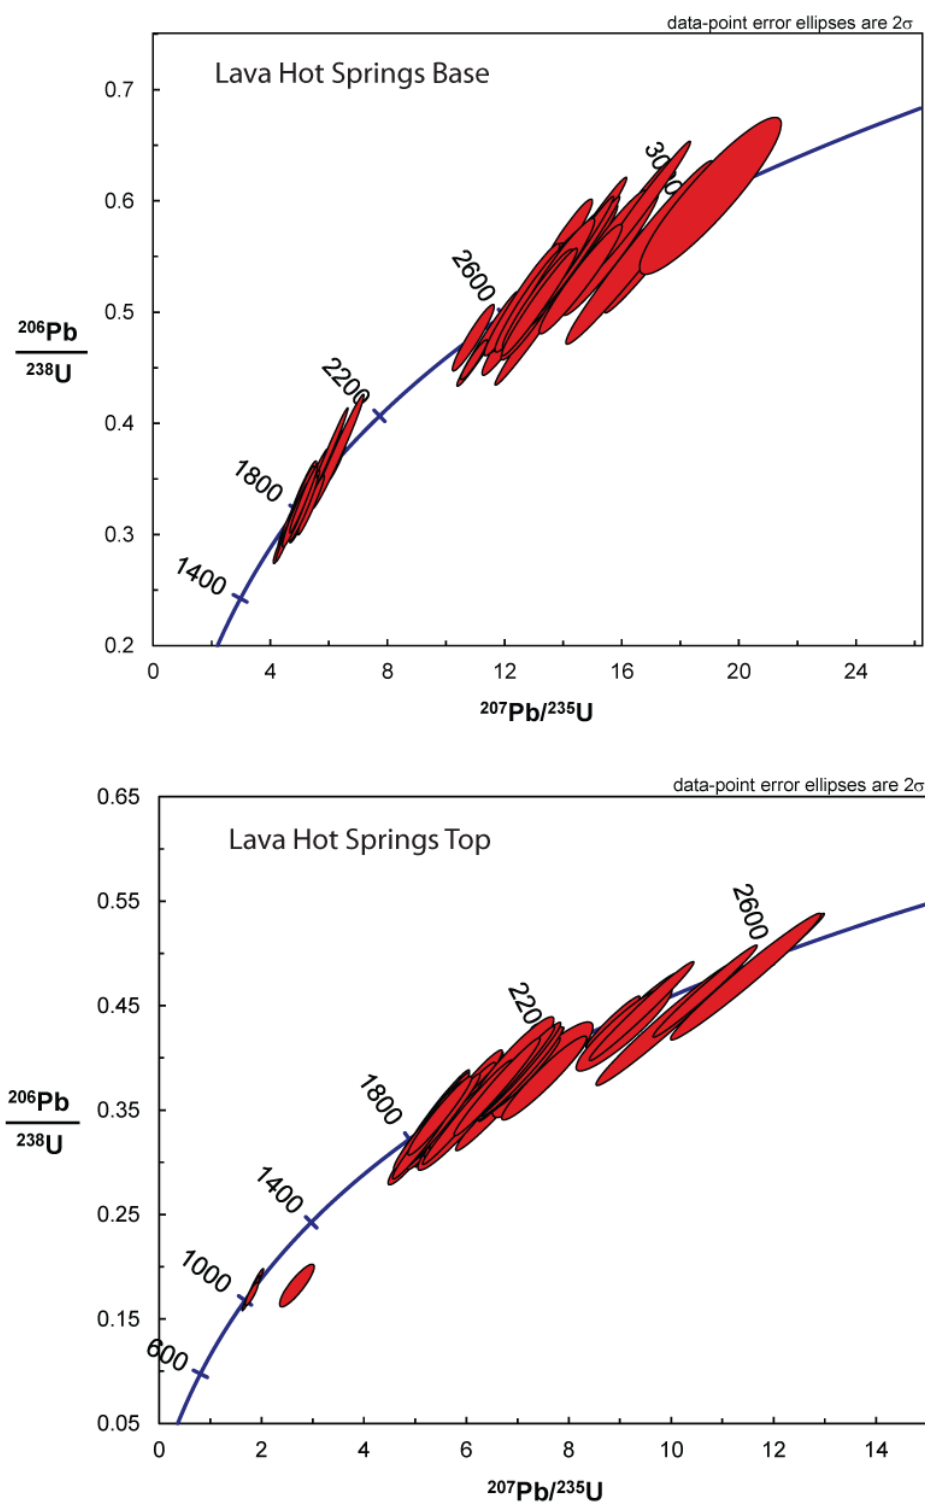 data-point error ellipses are 2σ
Lava Hot Springs Base
0.7
0.6
0.5
0.4
0.3
0.2
3000
2600
2200
1800
1400
²⁰⁶Pb
²³⁸U
0 4 8 12 16 20 24
²⁰⁷Pb/²³⁵U
data-point error ellipses are 2σ
Lava Hot Springs Top
0.65
0.55
0.45
0.35
0.25
0.15
0.05
2600
2200
1800
1400
1000
600
²⁰⁶Pb
²³⁸U
0 2 4 6 8 10 12 14
²⁰⁷Pb/²³⁵U